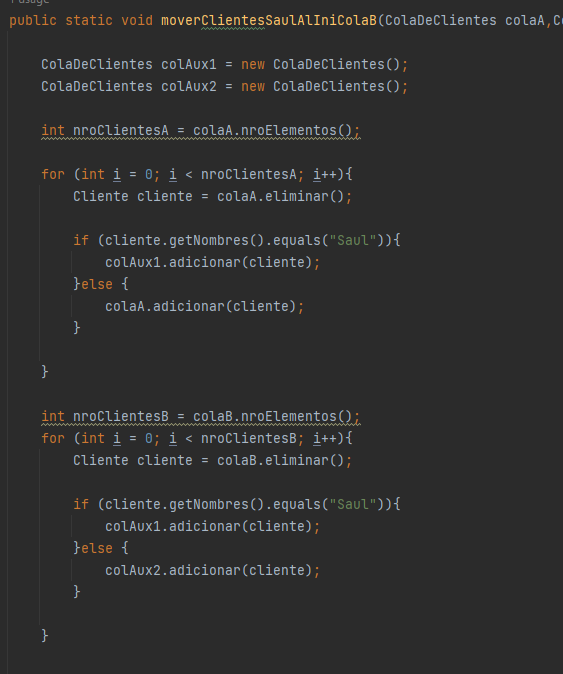 public static void moverClientesSaulAlIniColaB(ColaDeClientes colaA,
ColaDeClientes colAux1 = new ColaDeClientes();
ColaDeClientes colAux2 = new ColaDeClientes();
int nroClientesA = colaA.nroElementos();
for (int i = 0; i < nroClientesA; i++){
Cliente cliente = colaA.eliminar();
if (cliente.getNombres().equals("Saul")){
colAux1.adicionar(cliente);
}else {
colaA.adicionar(cliente);
}
}
int nroClientesB = colaB.nroElementos();
for (int i = 0; i < nroClientesB; i++){
Cliente cliente = colaB.eliminar();
if (cliente.getNombres().equals("Saul")){
colAux1.adicionar(cliente);
}else {
colAux2.adicionar(cliente);
}
}